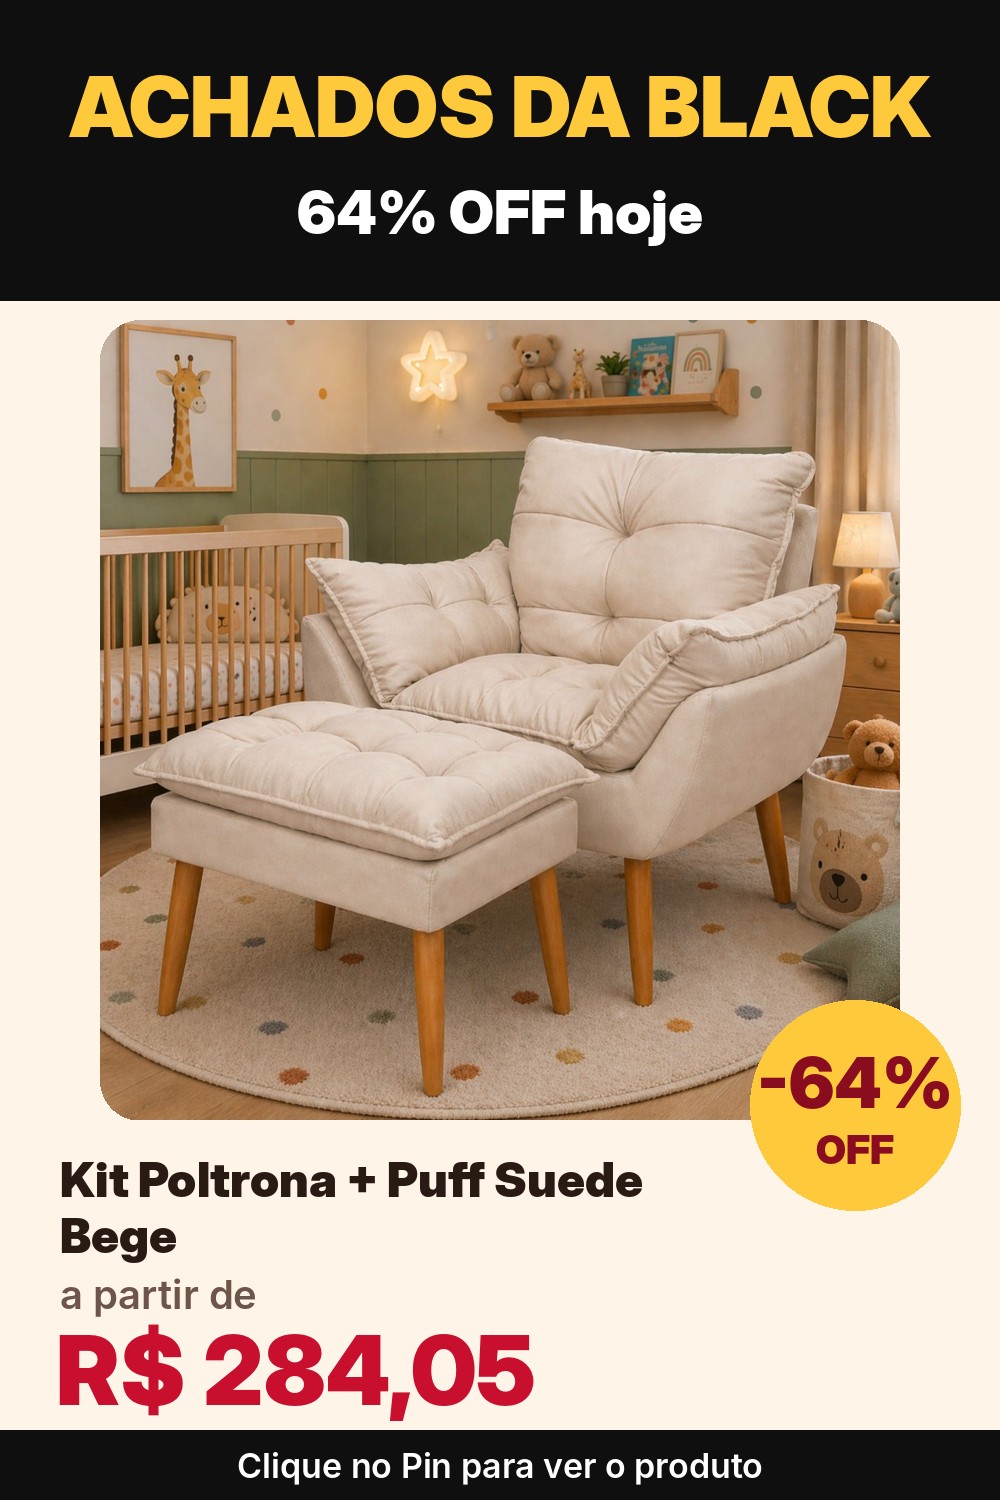 ACHADOS DA BLACK
64% OFF hoje
-64%
OFF
Kit Poltrona + Puff Suede
Bege
a partir de
R$ 284,05
Clique no Pin para ver o produto